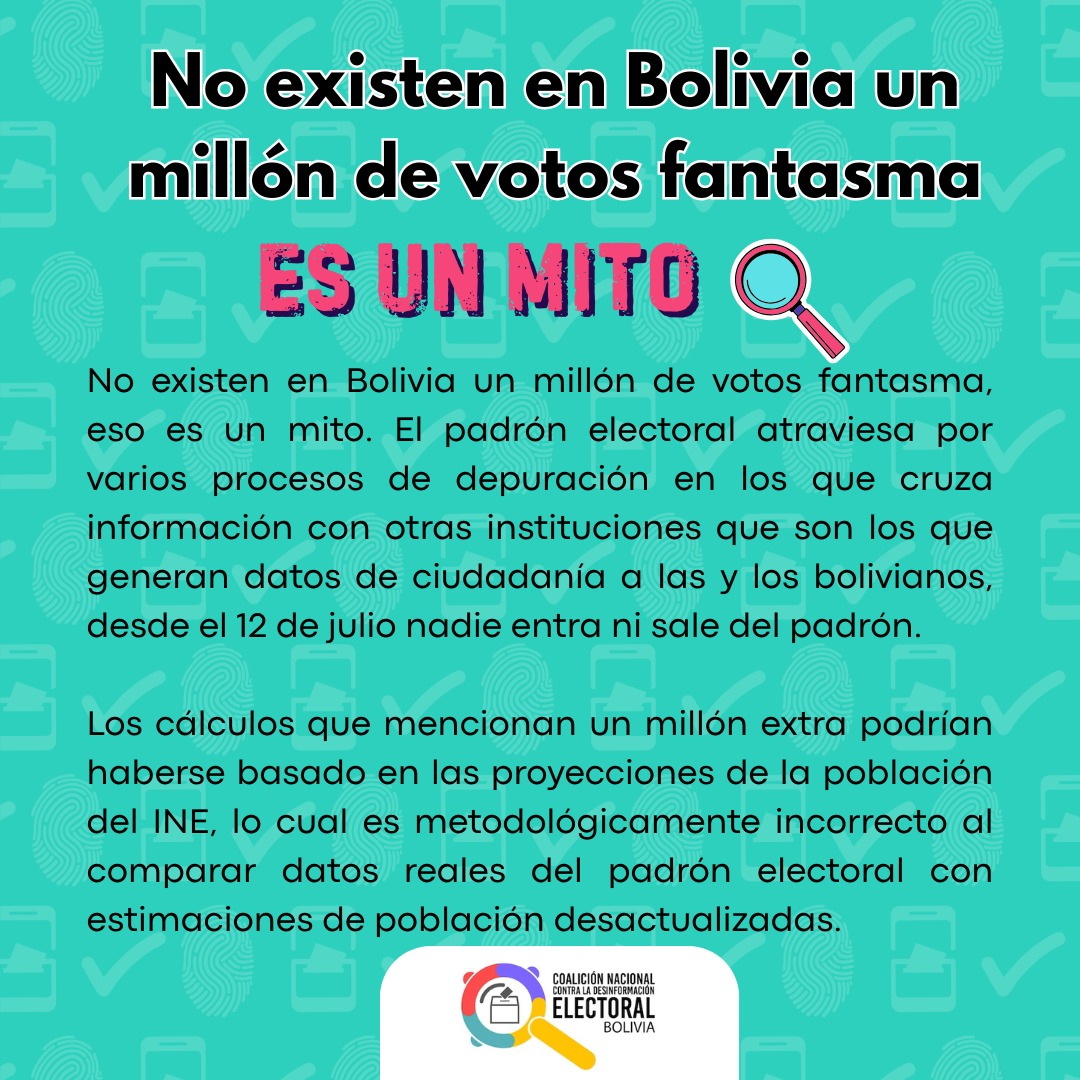 No existen en Bolivia un
millón de votos fantasma
ES UN MITO
No existen en Bolivia un millón de votos fantasma,
eso es un mito. El padrón electoral atraviesa por
varios procesos de depuración en los que cruza
información con otras instituciones que son los que
generan datos de ciudadanía a las y los bolivianos,
desde el 12 de julio nadie entra ni sale del padrón.
Los cálculos que mencionan un millón extra podrían
haberse basado en las proyecciones de la población
del INE, lo cual es metodológicamente incorrecto al
comparar datos reales del padrón electoral con
estimaciones de población desactualizadas.
COALICIÓN NACIONAL
CONTRA LA DESINFORMACIÓN
ELECTORAL
BOLIVIA